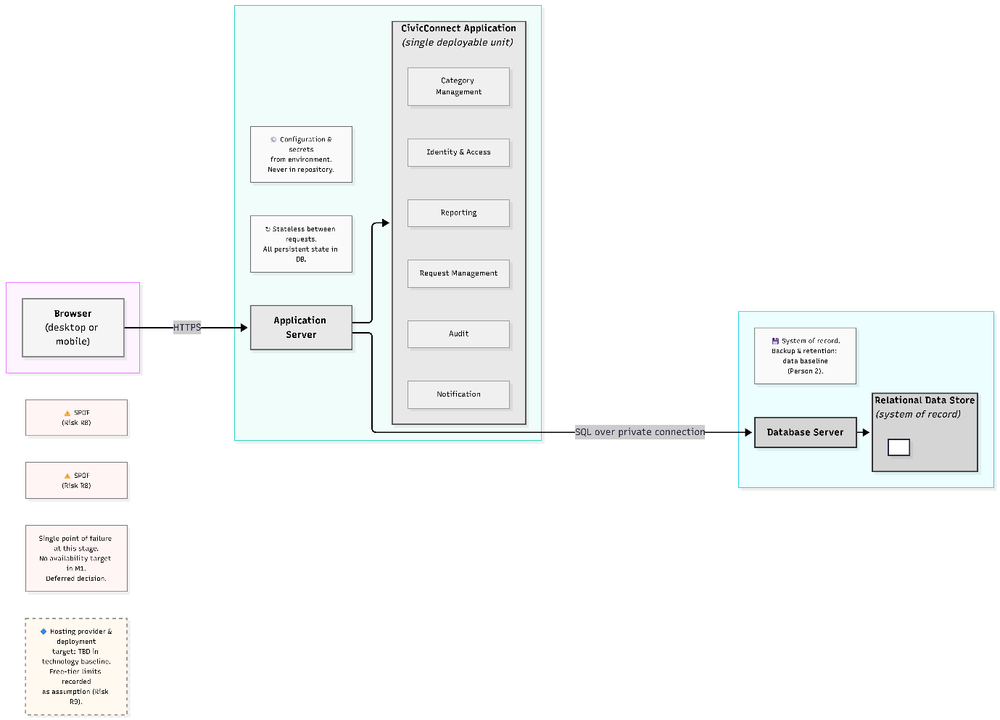 CivicConnect Application
(single deployable unit)
Category
Management
⚙️ Configuration &
secrets
from environment.
Never in repository.
Identity & Access
Reporting
↻ Stateless between
requests.
All persistent state in
DB.
Request Management
Browser
(desktop or
mobile)
HTTPS
Application
Server
Audit
Notification
💾 System of record.
Backup & retention:
data baseline
(Person 2).
SQL over private connection
Database Server
Relational Data Store
(system of record)
⚠️ SPOF
(Risk R8)
⚠️ SPOF
(Risk R8)
Single point of failure
at this stage.
No availability target
in M1.
Deferred decision.
🔷 Hosting provider &
deployment
target: TBD in
technology baseline.
Free-tier limits
recorded
as assumption (Risk
R9).